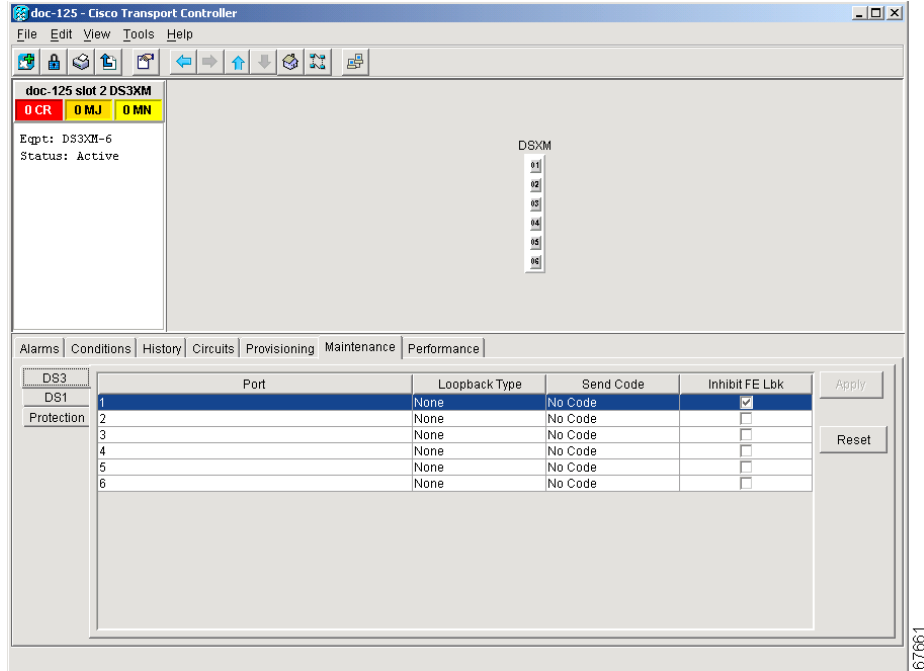 doc-125 - Cisco Transport Controller
File Edit View Tools Help
doc-125 slot 2 DS3XM
0 CR 0 MJ 0 MN
Eqpt: DS3XM-6
Status: Active
DSXM
01
02
03
04
05
06
Alarms Conditions History Circuits Provisioning Maintenance Performance
DS3
DS1
Protection
Port Loopback Type Send Code Inhibit FE Lbk
1 None No Code
2 None No Code
3 None No Code
4 None No Code
5 None No Code
6 None No Code
Apply
Reset
67661